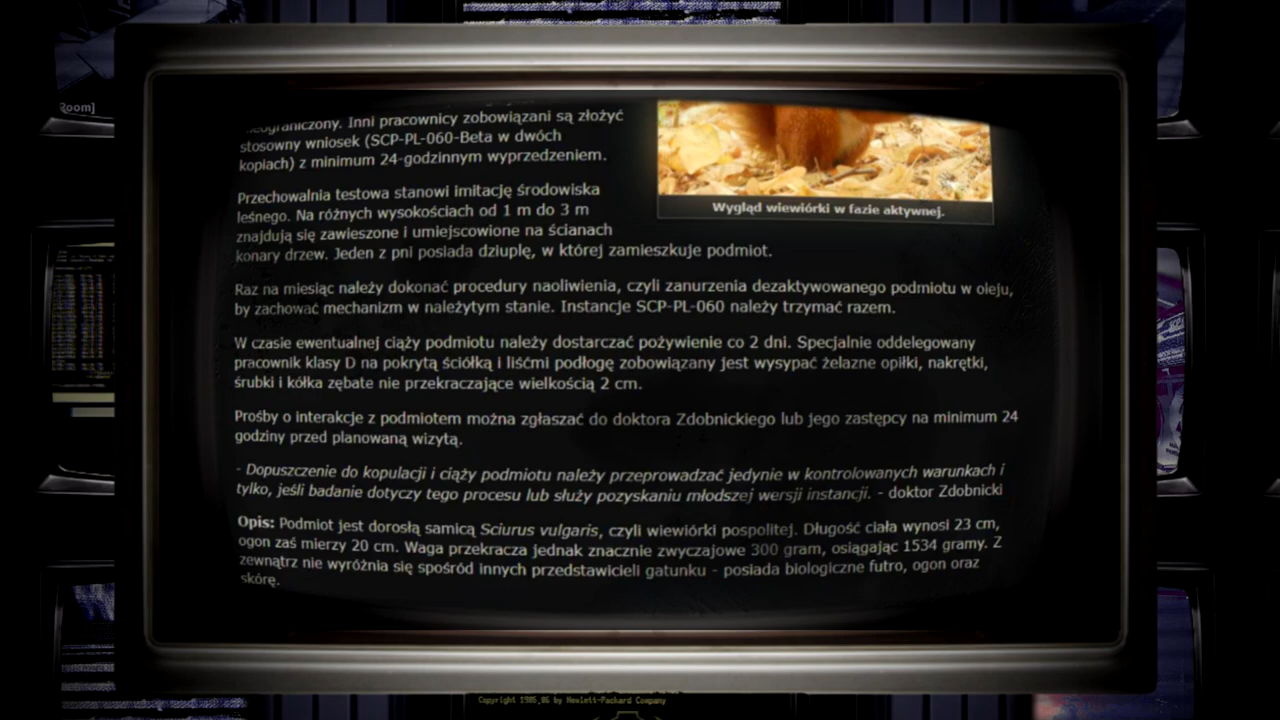 Room]
nieograniczony. Inni pracownicy zobowiązani są złożyć
stosowny wniosek (SCP-PL-060-Beta w dwóch
kopiach) z minimum 24-godzinnym wyprzedzeniem.
Wygląd wiewiórki w fazie aktywnej.
Przechowalnia testowa stanowi imitację środowiska
leśnego. Na różnych wysokościach od 1 m do 3 m
znajdują się zawieszone i umiejscowione na ścianach
konary drzew. Jeden z pni posiada dziuplę, w której zamieszkuje podmiot.
Raz na miesiąc należy dokonać procedury naoliwienia, czyli zanurzenia dezaktywowanego podmiotu w oleju,
by zachować mechanizm w należytym stanie. Instancje SCP-PL-060 należy trzymać razem.
W czasie ewentualnej ciąży podmiotu należy dostarczać pożywienie co 2 dni. Specjalnie oddelegowany
pracownik klasy D na pokrytą ściółką i liśćmi podłogę zobowiązany jest wysypać żelazne opiłki, nakrętki,
śrubki i kółka zębate nie przekraczające wielkością 2 cm.
Prośby o interakcje z podmiotem można zgłaszać do doktora Zdobnickiego lub jego zastępcy na minimum 24
godziny przed planowaną wizytą.
- Dopuszczenie do kopulacji i ciąży podmiotu należy przeprowadzać jedynie w kontrolowanych warunkach i
tylko, jeśli badanie dotyczy tego procesu lub służy pozyskaniu młodszej wersji instancji. - doktor Zdobnicki
Opis: Podmiot jest dorosłą samicą Sciurus vulgaris, czyli wiewiórki pospolitej. Długość ciała wynosi 23 cm,
ogon zaś mierzy 20 cm. Waga przekracza jednak znacznie zwyczajowe 300 gram, osiągając 1534 gramy. Z
zewnątrz nie wyróżnia się spośród innych przedstawicieli gatunku - posiada biologiczne futro, ogon oraz
skórę.
Copyright 1985,86 by Hewlett-Packard Company